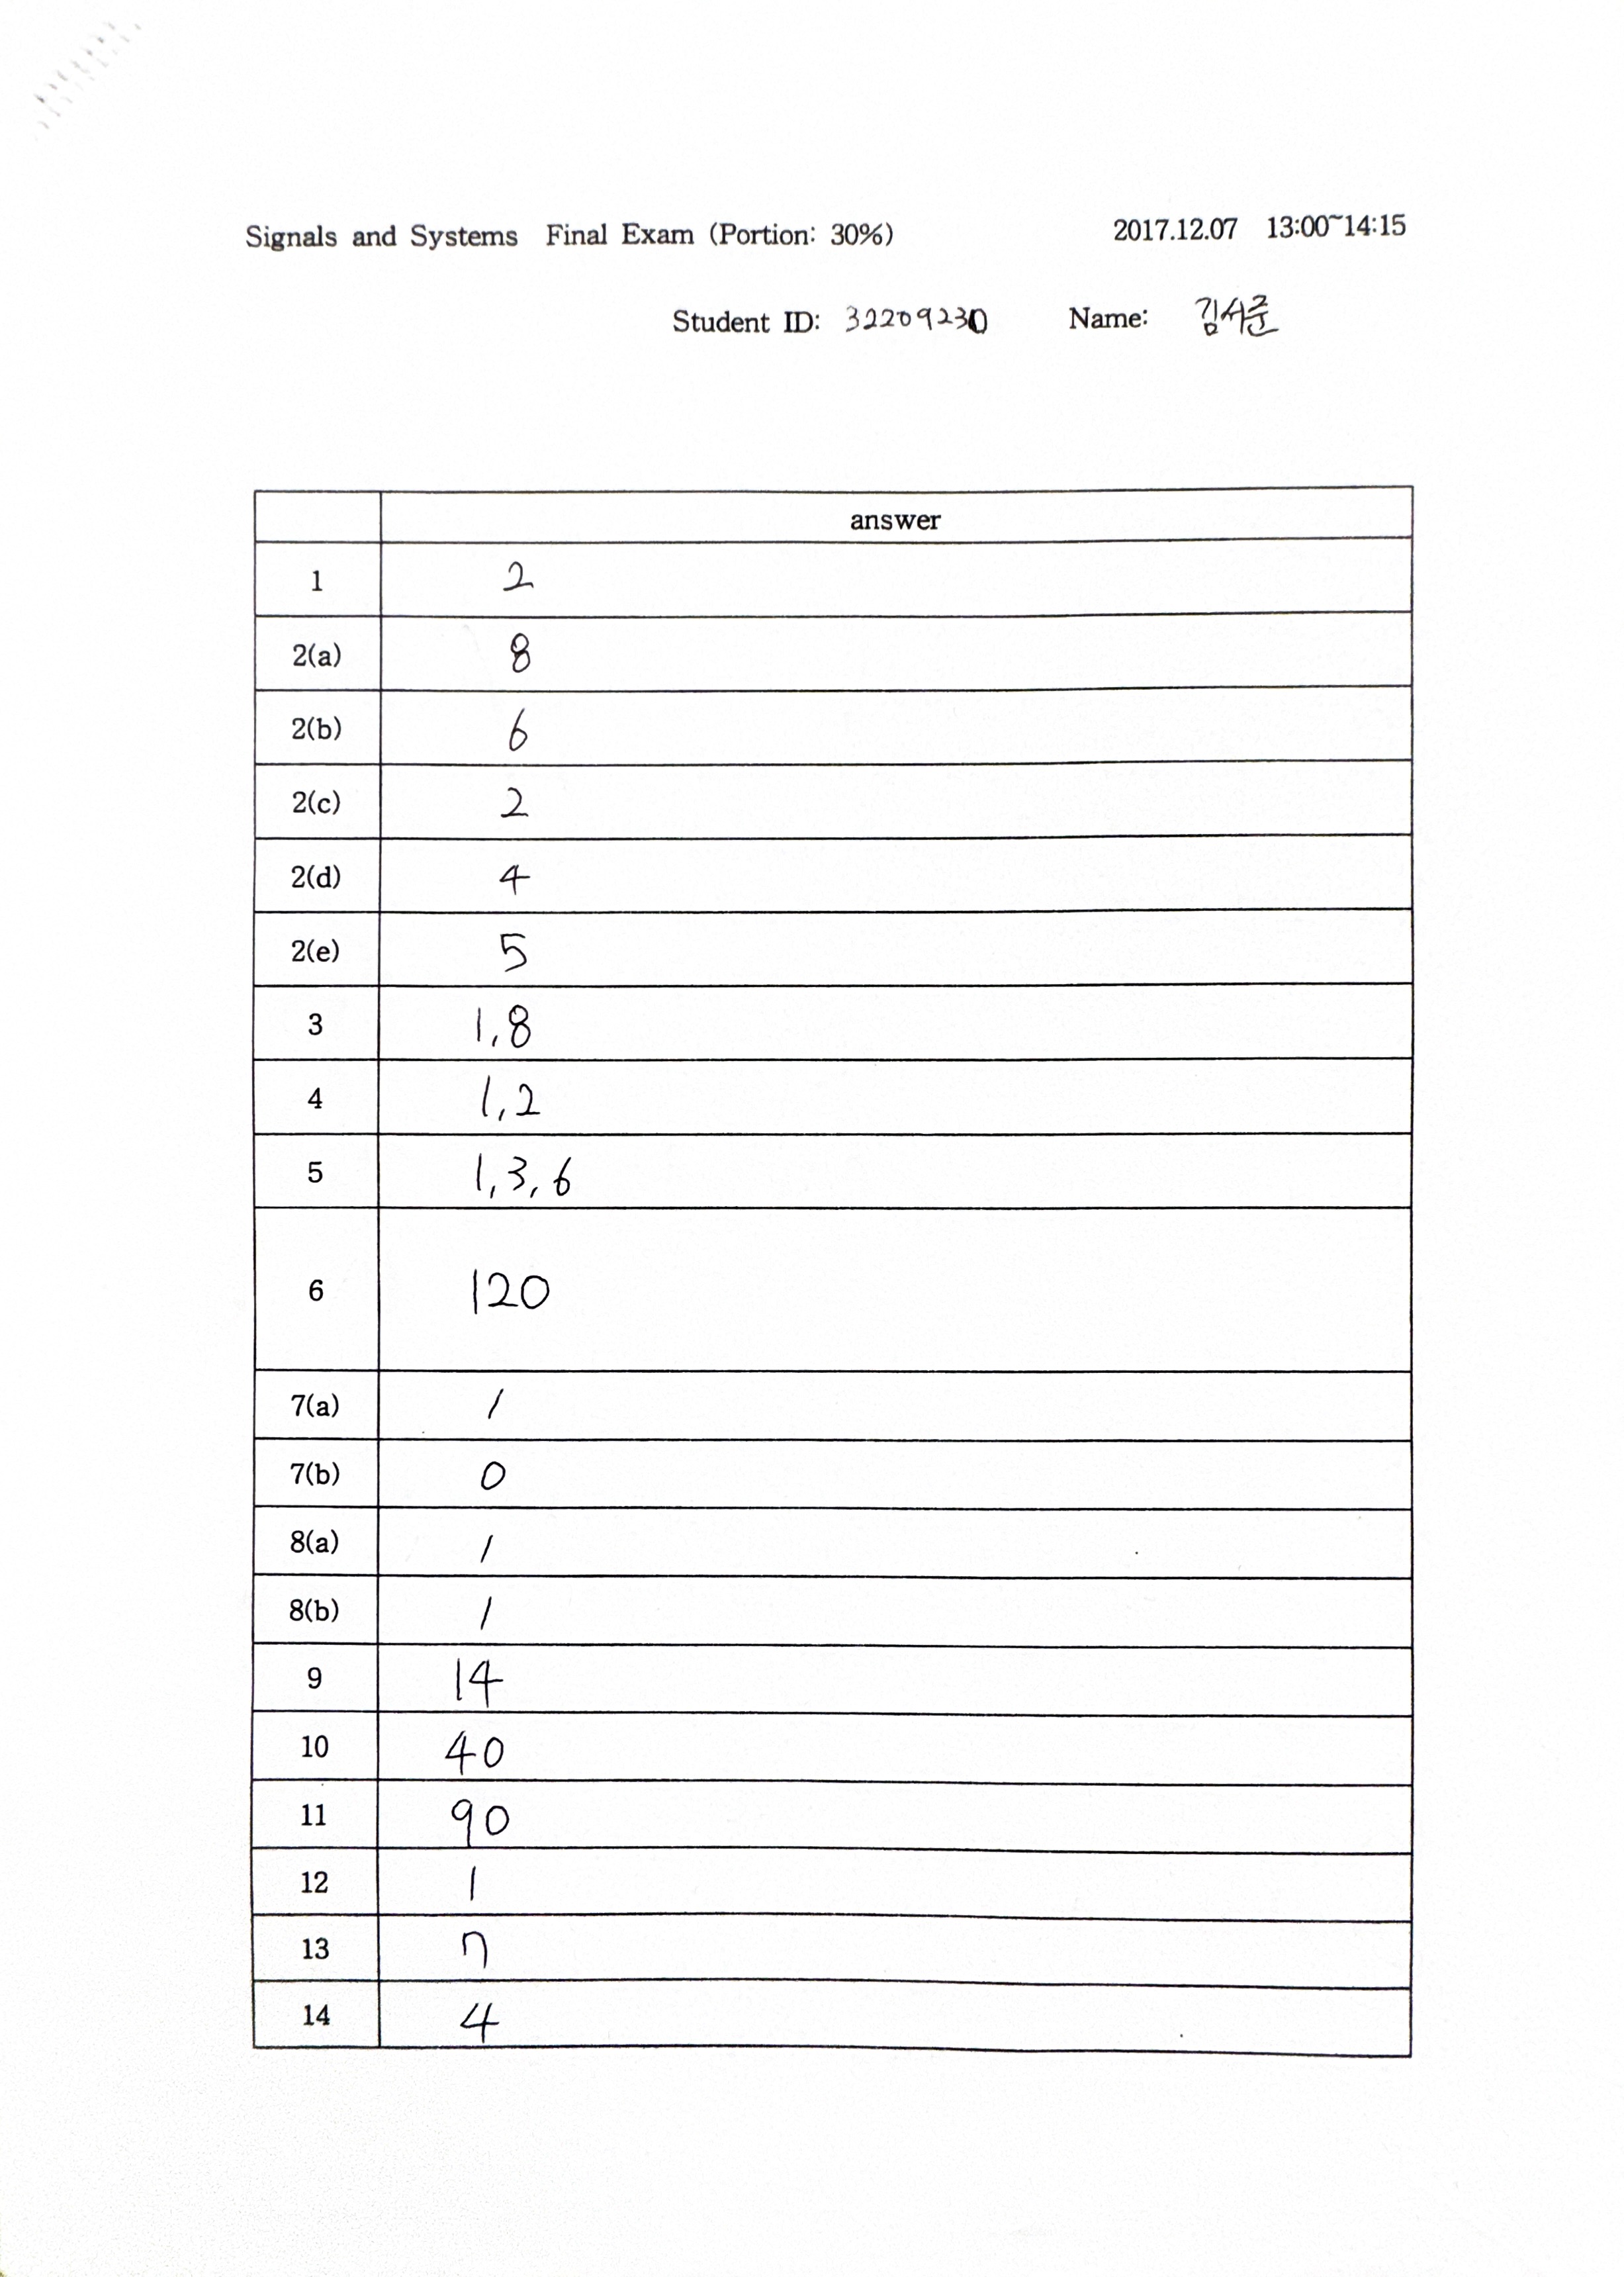 Signals and Systems Final Exam (Portion: 30%) 2017.12.07 13:00~14:15
Student ID: 32209230 Name: 김서준
answer
1 2
2(a) 8
2(b) 6
2(c) 2
2(d) 4
2(e) 5
3 1,8
4 1,2
5 1,3,6
6 120
7(a) 1
7(b) 0
8(a) 1
8(b) 1
9 14
10 40
11 90
12 1
13 7
14 4